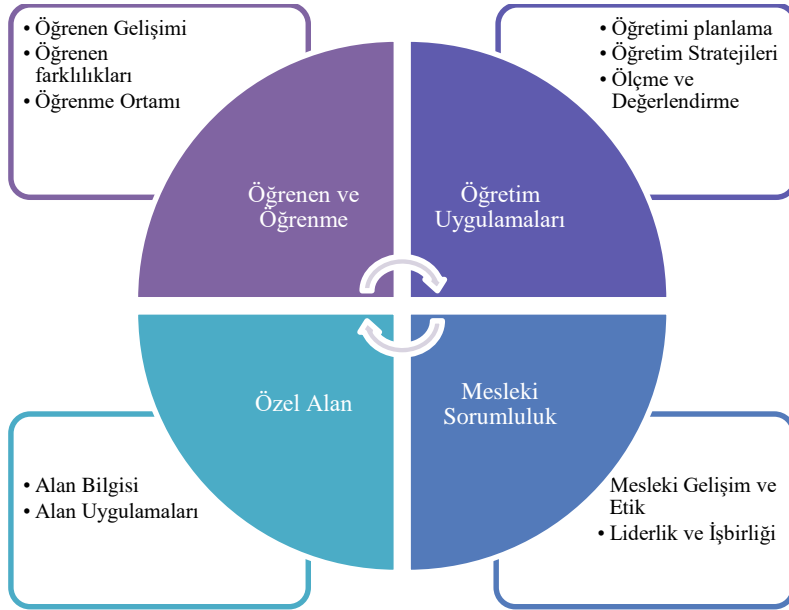 • Öğrenen Gelişimi
• Öğrenen
farklılıkları
• Öğrenme Ortamı
• Öğretimi planlama
• Öğretim Stratejileri
• Ölçme ve
Değerlendirme
Öğrenen ve
Öğrenme
Öğretim
Uygulamaları
Özel Alan
Mesleki
Sorumluluk
• Alan Bilgisi
• Alan Uygulamaları
Mesleki Gelişim ve
Etik
• Liderlik ve İşbirliği